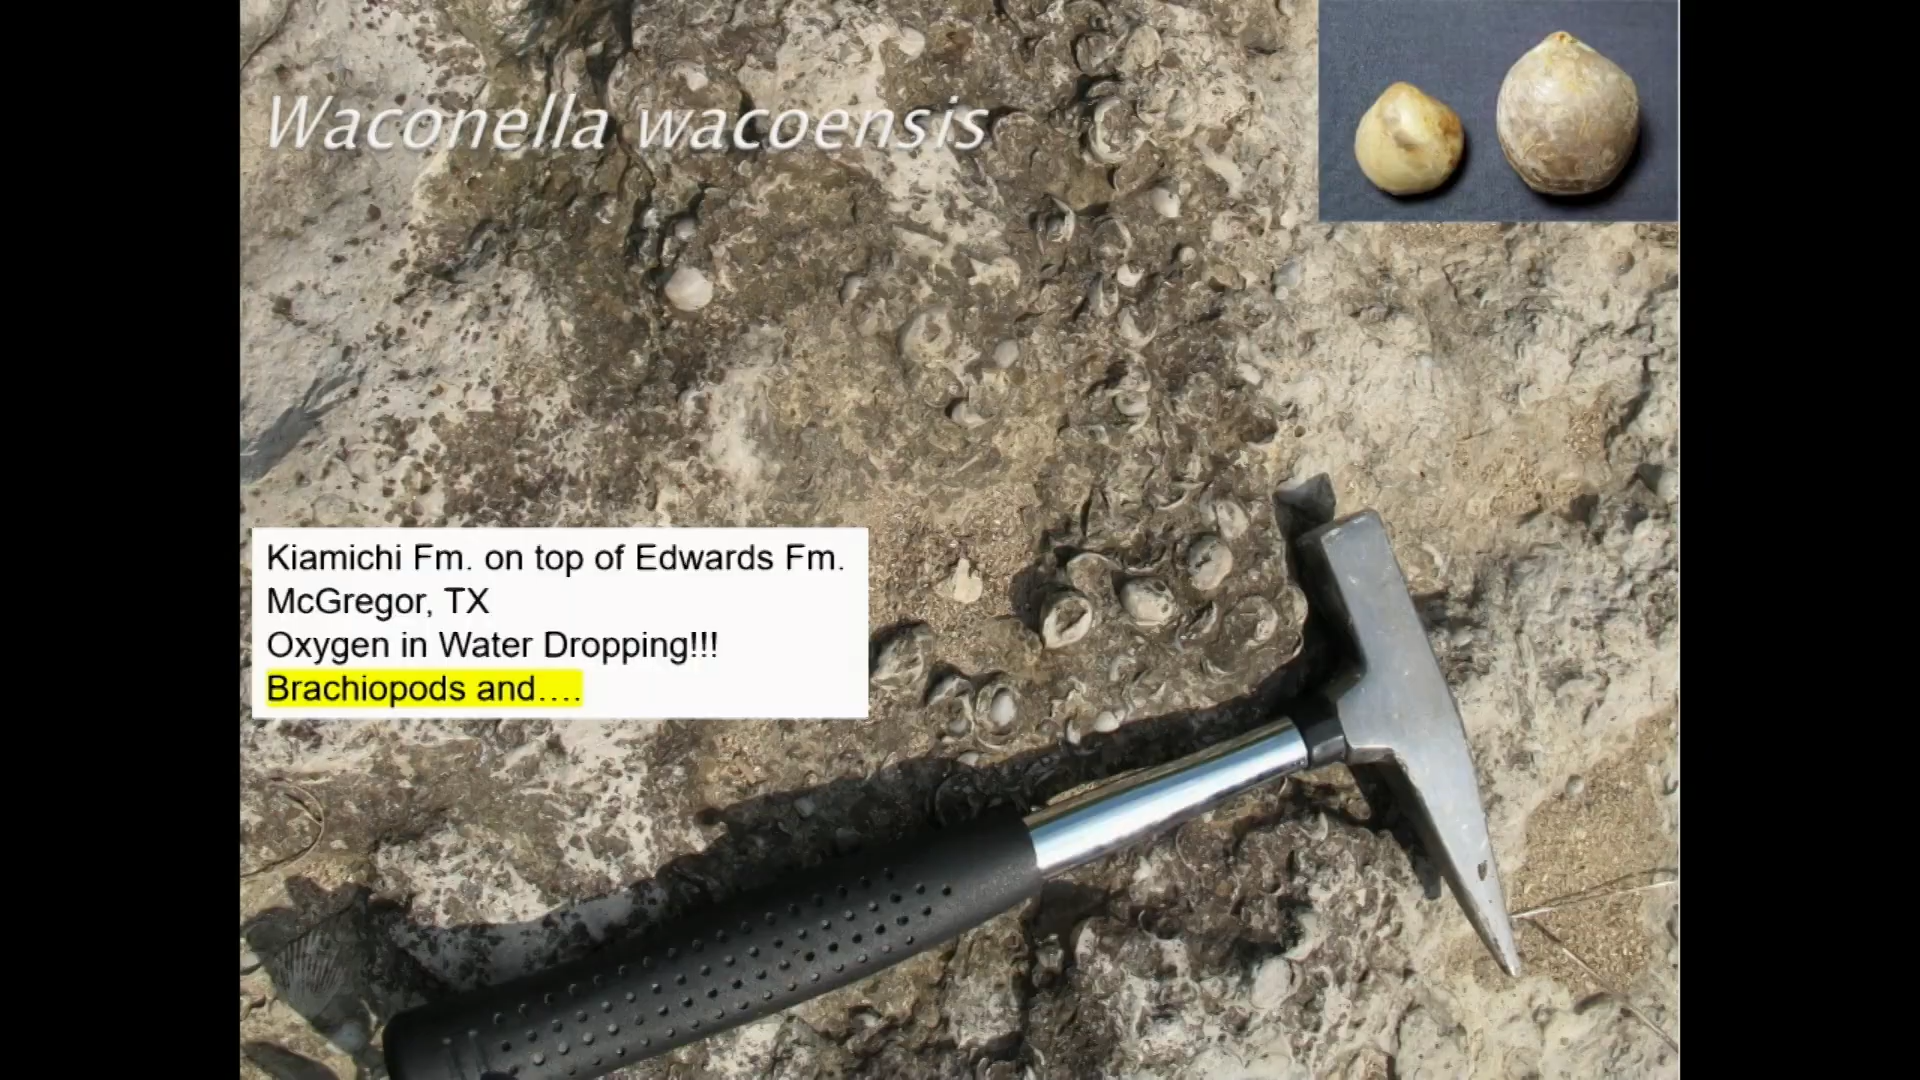 Waconella wacoensis
Kiamichi Fm. on top of Edwards Fm.
McGregor, TX
Oxygen in Water Dropping!!!
Brachiopods and….